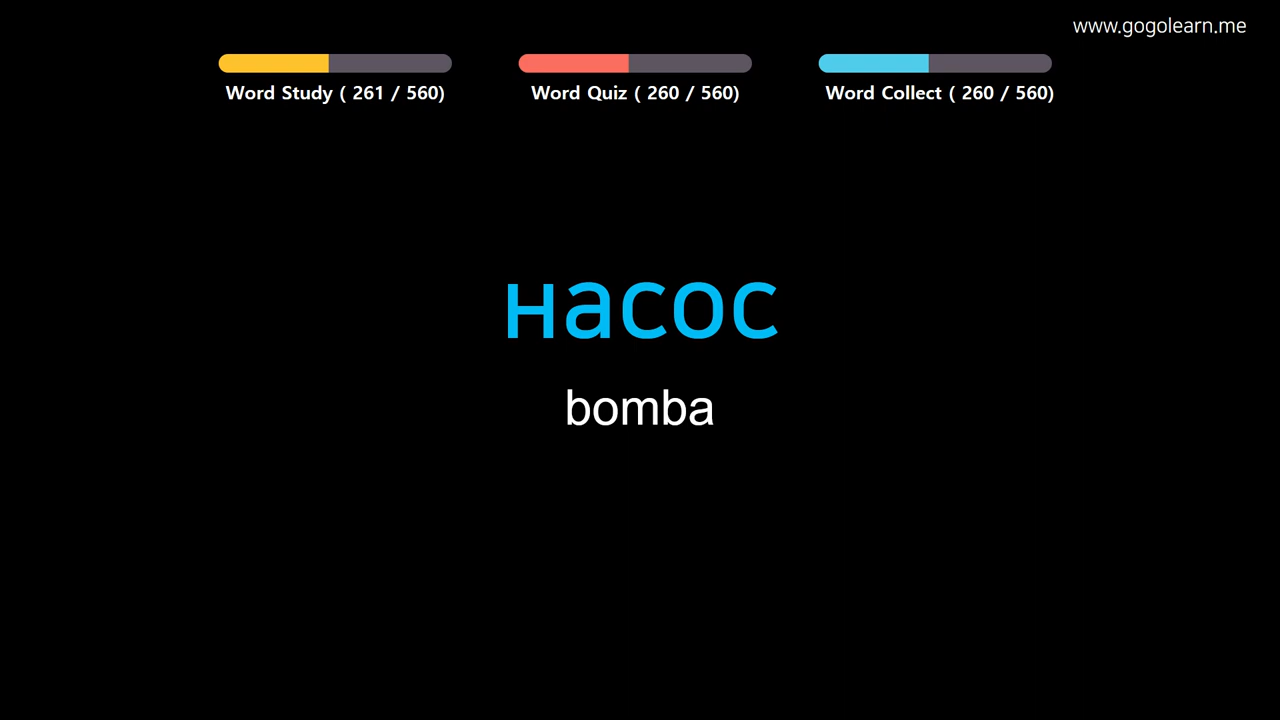 www.gogolearn.me
Word Study ( 261 / 560)
Word Quiz ( 260 / 560)
Word Collect ( 260 / 560)
насос
bomba